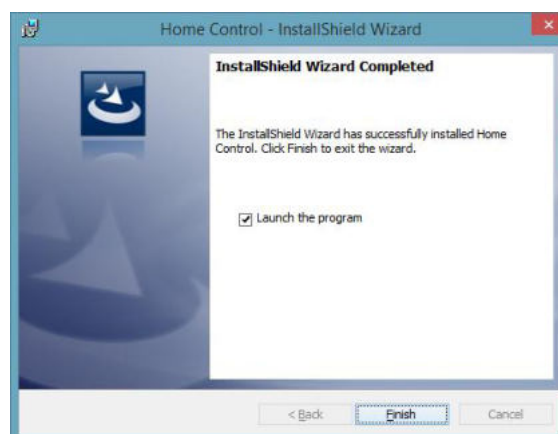 Home Control - InstallShield Wizard
InstallShield Wizard Completed
The InstallShield Wizard has successfully installed Home
Control. Click Finish to exit the wizard.
Launch the program
< Back Finish Cancel